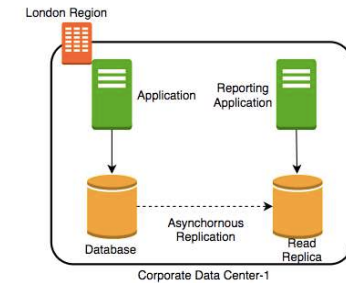 London Region
Application
Reporting
Application
Asynchornous
Replication
Database
Read
Replica
Corporate Data Center-1